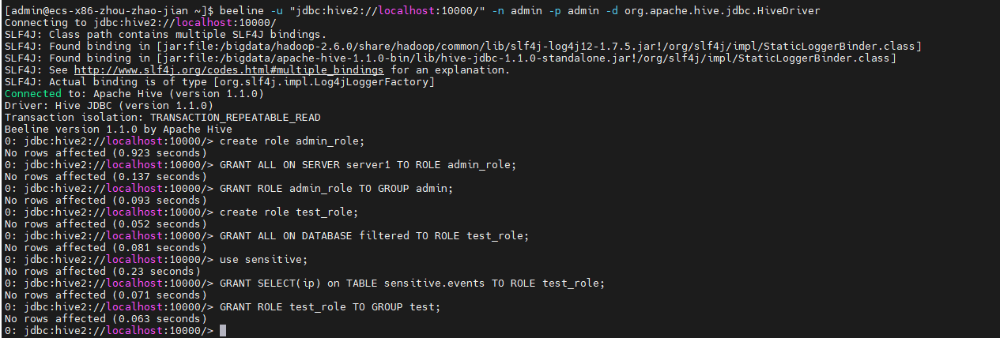 [admin@ecs-x86-zhou-zhao-jian ~]$ beeline -u "jdbc:hive2://localhost:10000/" -n admin -p admin -d org.apache.hive.jdbc.HiveDriver
Connecting to jdbc:hive2://localhost:10000/
SLF4J: Class path contains multiple SLF4J bindings.
SLF4J: Found binding in [jar:file:/bigdata/hadoop-2.6.0/share/hadoop/common/lib/slf4j-log4j12-1.7.5.jar!/org/slf4j/impl/StaticLoggerBinder.class]
SLF4J: Found binding in [jar:file:/bigdata/apache-hive-1.1.0-bin/lib/hive-jdbc-1.1.0-standalone.jar!/org/slf4j/impl/StaticLoggerBinder.class]
SLF4J: See http://www.slf4j.org/codes.html#multiple_bindings for an explanation.
SLF4J: Actual binding is of type [org.slf4j.impl.Log4jLoggerFactory]
Connected to: Apache Hive (version 1.1.0)
Driver: Hive JDBC (version 1.1.0)
Transaction isolation: TRANSACTION_REPEATABLE_READ
Beeline version 1.1.0 by Apache Hive
0: jdbc:hive2://localhost:10000/> create role admin_role;
No rows affected (0.923 seconds)
0: jdbc:hive2://localhost:10000/> GRANT ALL ON SERVER server1 TO ROLE admin_role;
No rows affected (0.137 seconds)
0: jdbc:hive2://localhost:10000/> GRANT ROLE admin_role TO GROUP admin;
No rows affected (0.093 seconds)
0: jdbc:hive2://localhost:10000/> create role test_role;
No rows affected (0.052 seconds)
0: jdbc:hive2://localhost:10000/> GRANT ALL ON DATABASE filtered TO ROLE test_role;
No rows affected (0.081 seconds)
0: jdbc:hive2://localhost:10000/> use sensitive;
No rows affected (0.23 seconds)
0: jdbc:hive2://localhost:10000/> GRANT SELECT(ip) on TABLE sensitive.events TO ROLE test_role;
No rows affected (0.071 seconds)
0: jdbc:hive2://localhost:10000/> GRANT ROLE test_role TO GROUP test;
No rows affected (0.063 seconds)
0: jdbc:hive2://localhost:10000/>